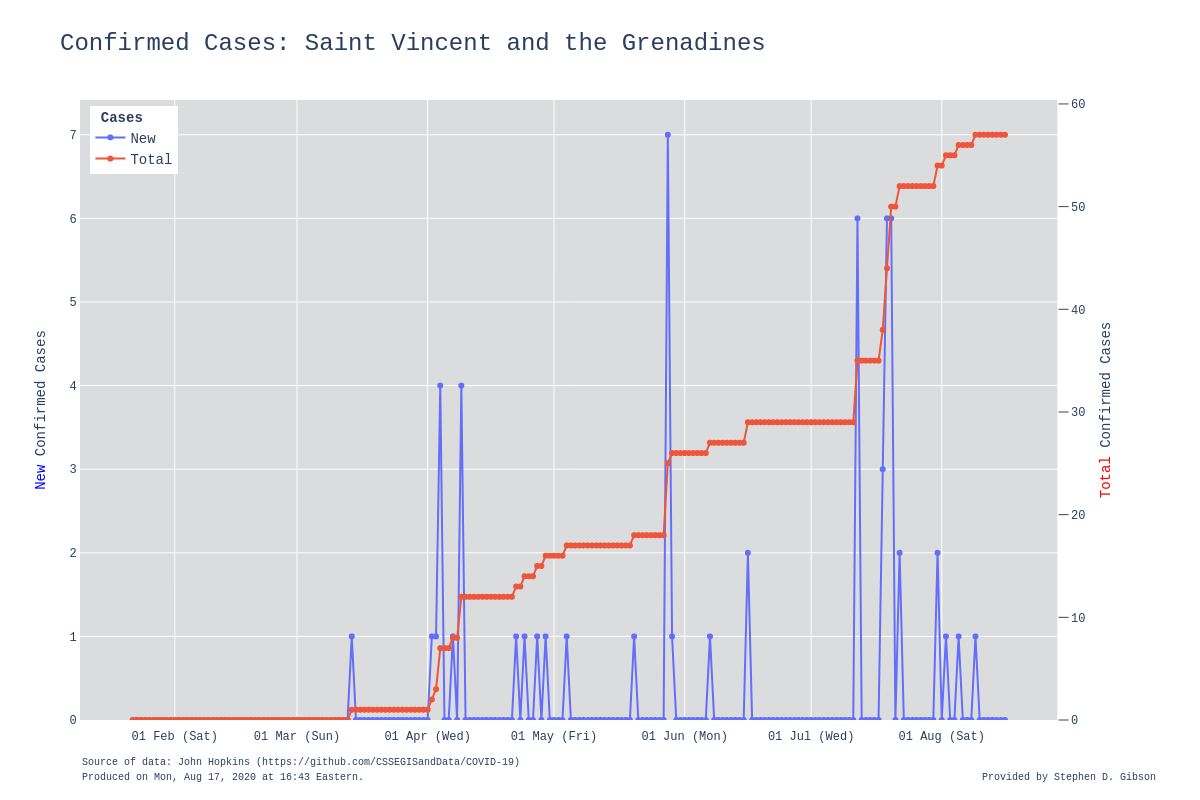 Confirmed Cases: Saint Vincent and the Grenadines
Cases
New
Total
7
6
5
4
3
2
1
0
60
50
40
30
20
10
0
New Confirmed Cases
Total Confirmed Cases
01 Feb (Sat)
01 Mar (Sun)
01 Apr (Wed)
01 May (Fri)
01 Jun (Mon)
01 Jul (Wed)
01 Aug (Sat)
Source of data: John Hopkins (https://github.com/CSSEGISandData/COVID-19)
Produced on Mon, Aug 17, 2020 at 16:43 Eastern.
Provided by Stephen D. Gibson